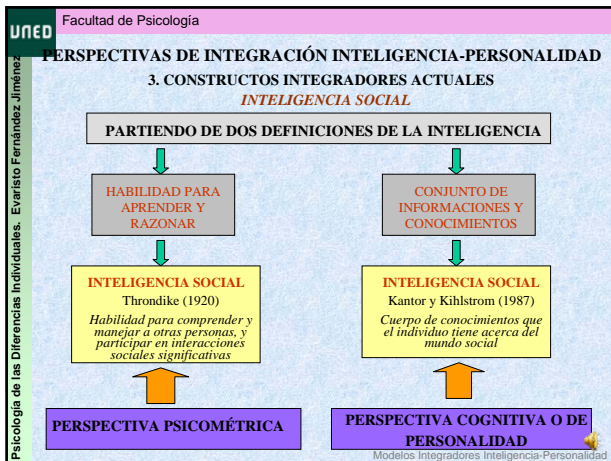 UNED
Facultad de Psicología
Psicología de las Diferencias Individuales. Evaristo Fernández Jiménez
PERSPECTIVAS DE INTEGRACIÓN INTELIGENCIA-PERSONALIDAD
3. CONSTRUCTOS INTEGRADORES ACTUALES
INTELIGENCIA SOCIAL
PARTIENDO DE DOS DEFINICIONES DE LA INTELIGENCIA
HABILIDAD PARA
APRENDER Y
RAZONAR
INTELIGENCIA SOCIAL
Throndike (1920)
Habilidad para comprender y
manejar a otras personas, y
participar en interacciones
sociales significativas
PERSPECTIVA PSICOMÉTRICA
CONJUNTO DE
INFORMACIONES Y
CONOCIMIENTOS
INTELIGENCIA SOCIAL
Kantor y Kihlstrom (1987)
Cuerpo de conocimientos que
el individuo tiene acerca del
mundo social
PERSPECTIVA COGNITIVA O DE
PERSONALIDAD
Modelos Integradores Inteligencia-Personalidad